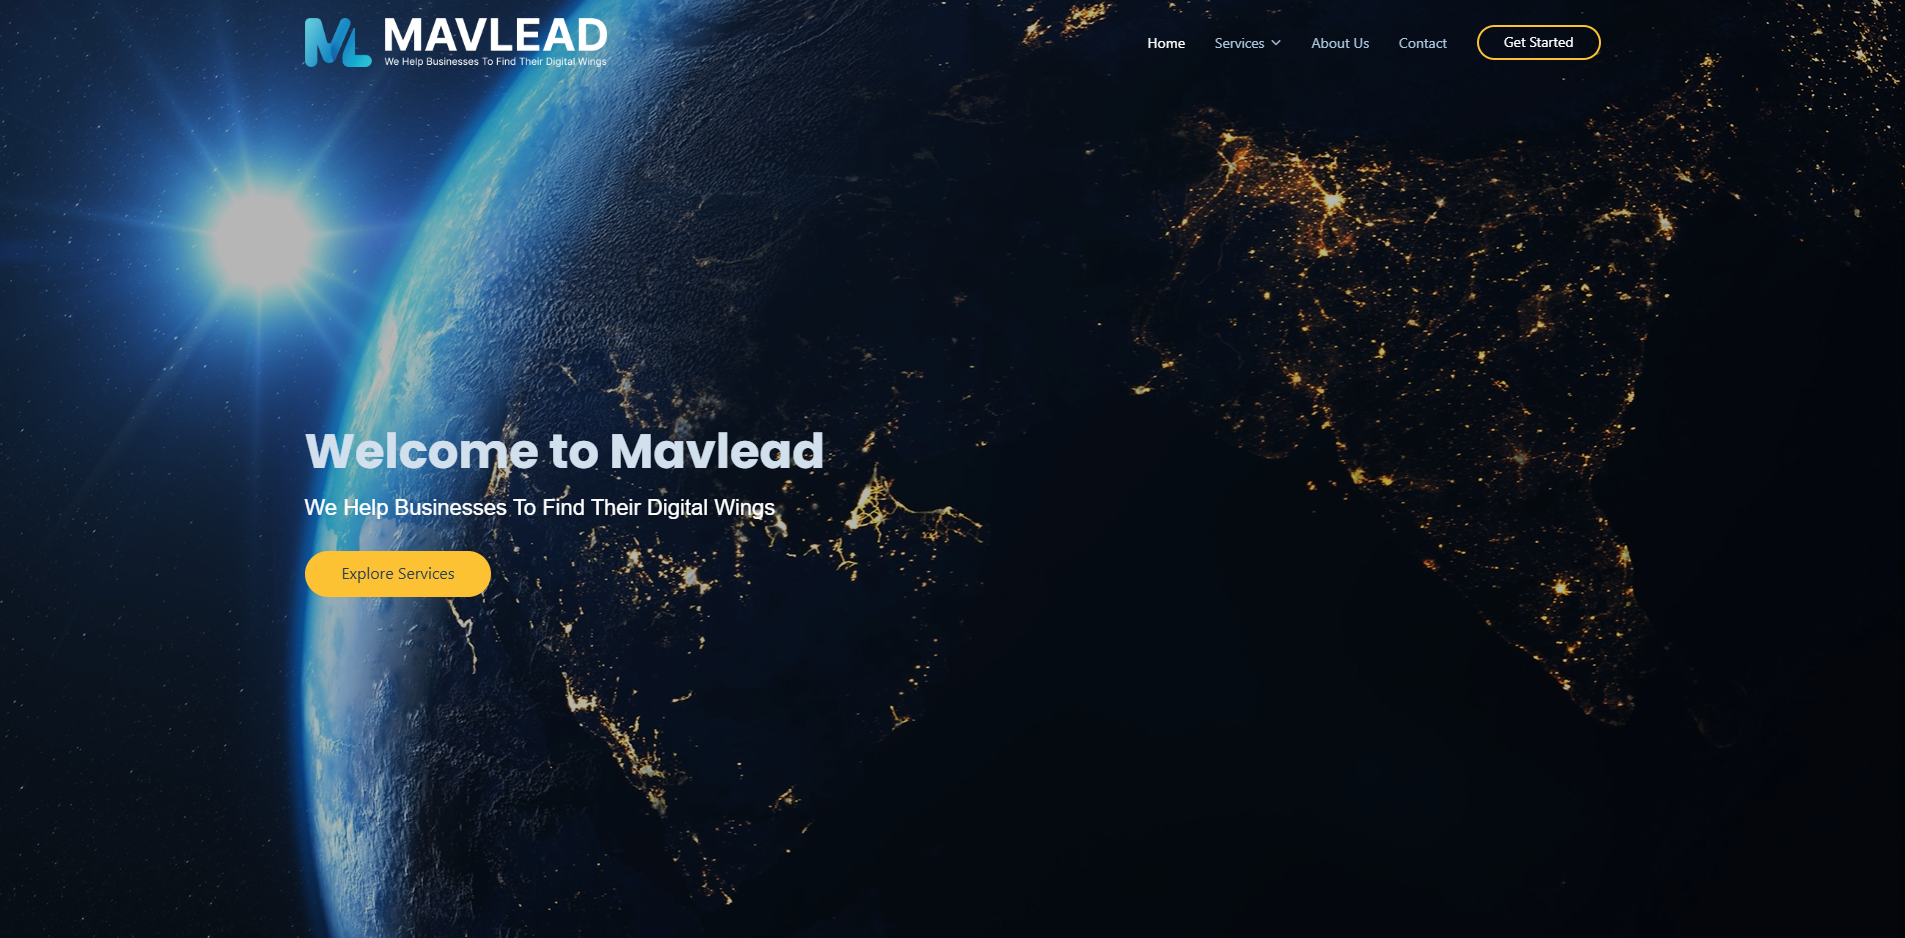 MAVLEAD
We Help Businesses To Find Their Digital Wings
Home
Services
About Us
Contact
Get Started
Welcome to Mavlead
We Help Businesses To Find Their Digital Wings
Explore Services